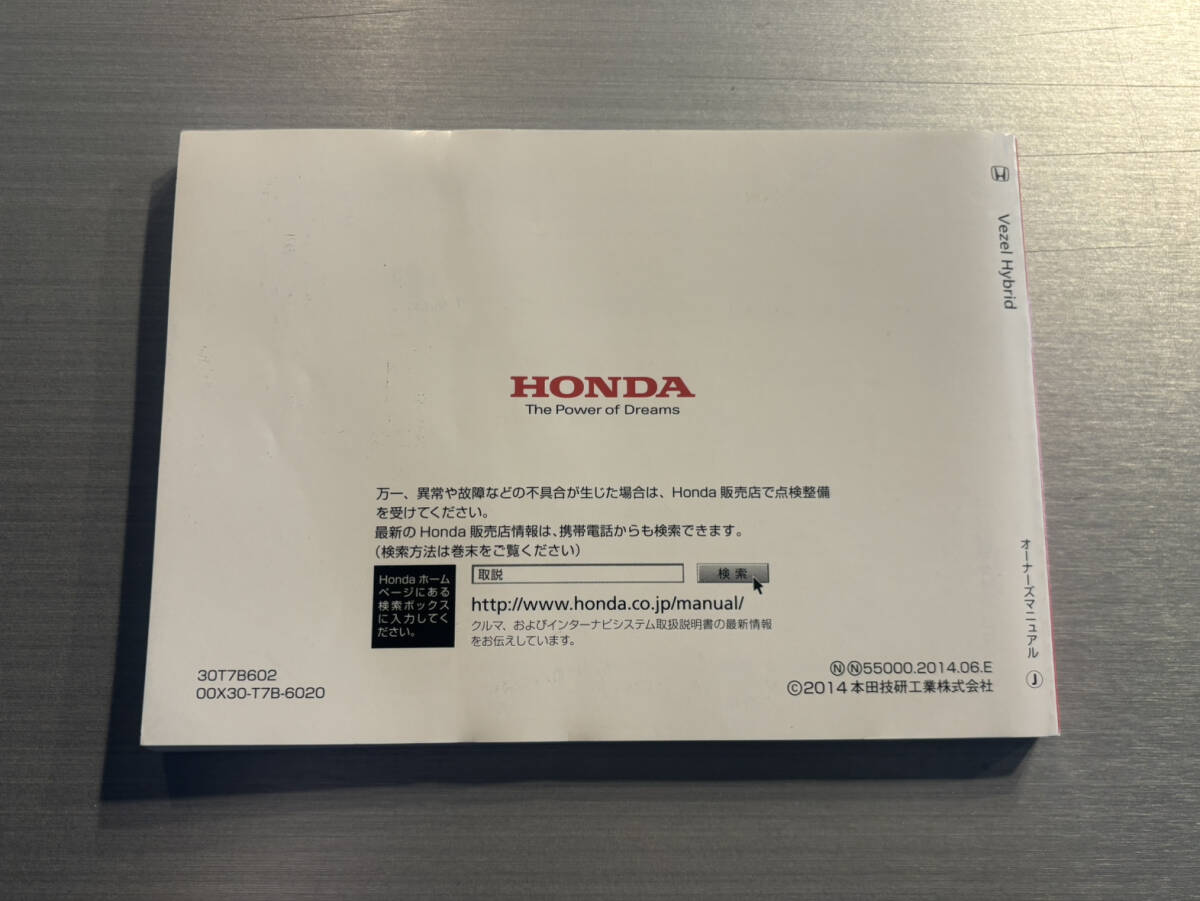 HONDA
The Power of Dreams
万一、異常や故障などの不具合が生じた場合は、Honda 販売店で点検整備
を受けてください。
最新の Honda 販売店情報は、携帯電話からも検索できます。
(検索方法は巻末をご覧ください)
Honda ホーム
ページにある
検索ボックス
に入力してく
ださい。
取説
検索
http://www.honda.co.jp/manual/
クルマ、およびインターナビシステム取扱説明書の最新情報
をお伝えしています。
30T7B602
00X30-T7B-6020
ⓃⓃ55000.2014.06.E
©2014 本田技研工業株式会社
Vezel Hybrid
オーナーズマニュアル Ⓙ